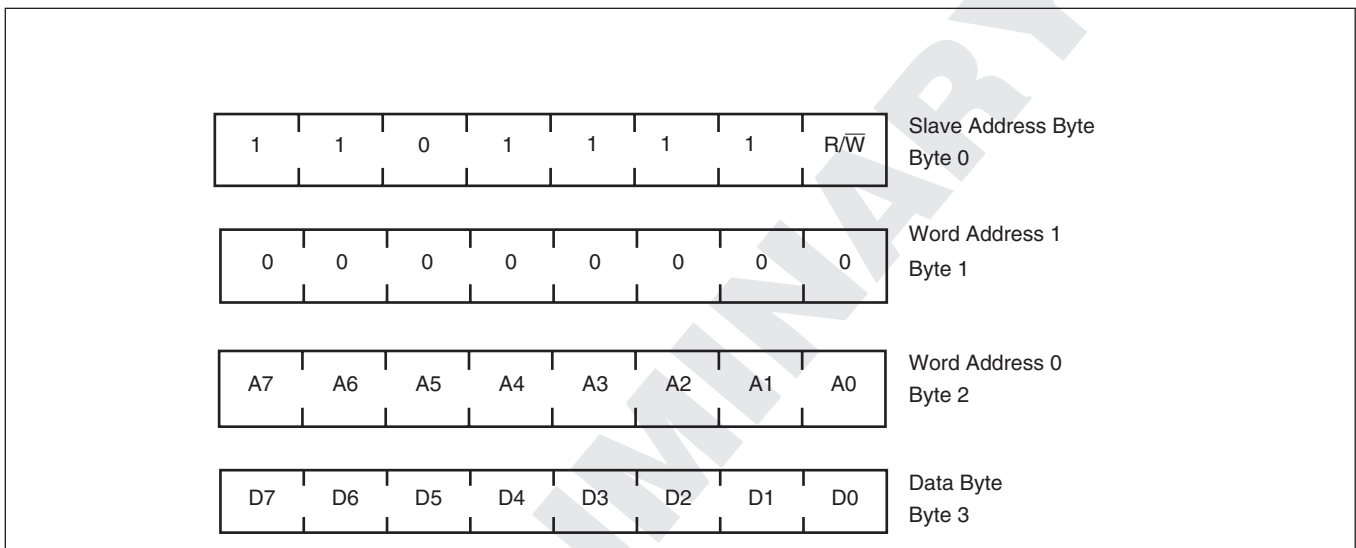 1 1 0 1 1 1 1 R/W̅ Slave Address Byte
Byte 0
0 0 0 0 0 0 0 0 Word Address 1
Byte 1
A7 A6 A5 A4 A3 A2 A1 A0 Word Address 0
Byte 2
D7 D6 D5 D4 D3 D2 D1 D0 Data Byte
Byte 3
IMINARY